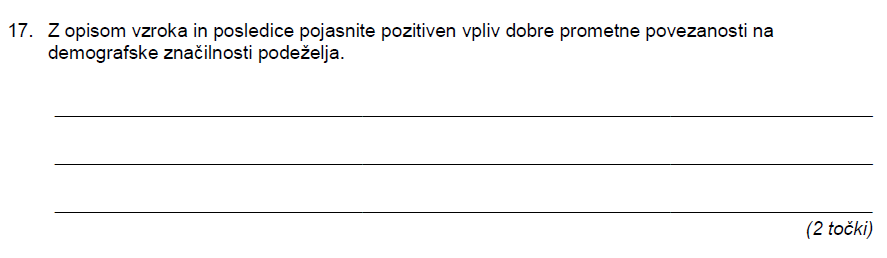 17. Z opisom vzroka in posledice pojasnite pozitiven vpliv dobre prometne povezanosti na
demografske značilnosti podeželja.
(2 točki)